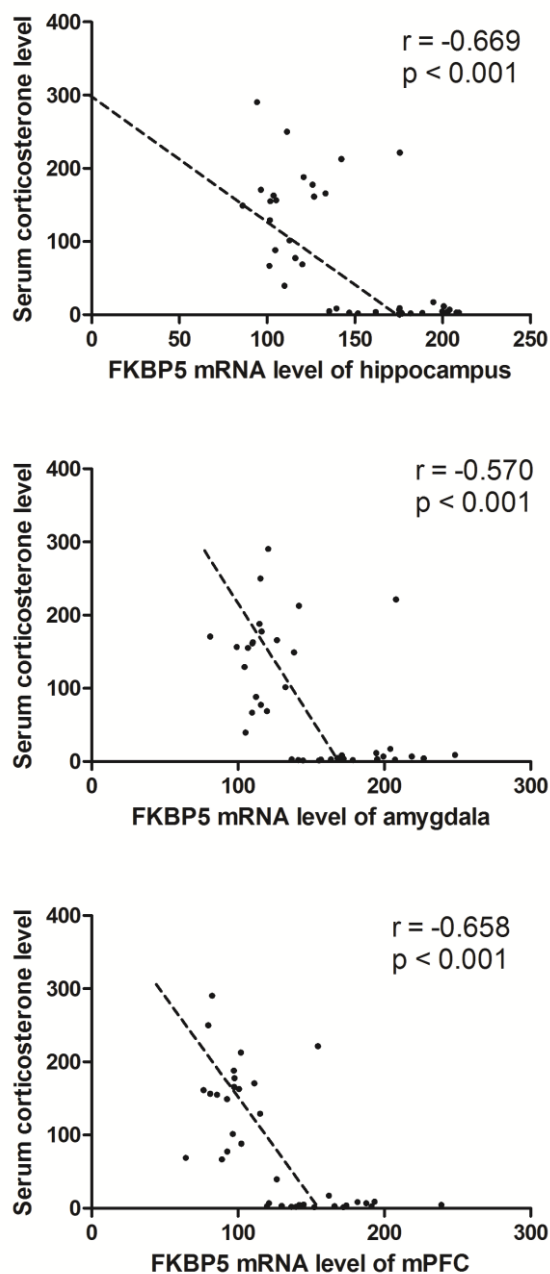 400
r = -0.669
p < 0.001
300
200
100
0
Serum corticosterone level
0 50 100 150 200 250
FKBP5 mRNA level of hippocampus
400
r = -0.570
p < 0.001
300
200
100
0
Serum corticosterone level
0 100 200 300
FKBP5 mRNA level of amygdala
400
r = -0.658
p < 0.001
300
200
100
0
Serum corticosterone level
0 100 200 300
FKBP5 mRNA level of mPFC